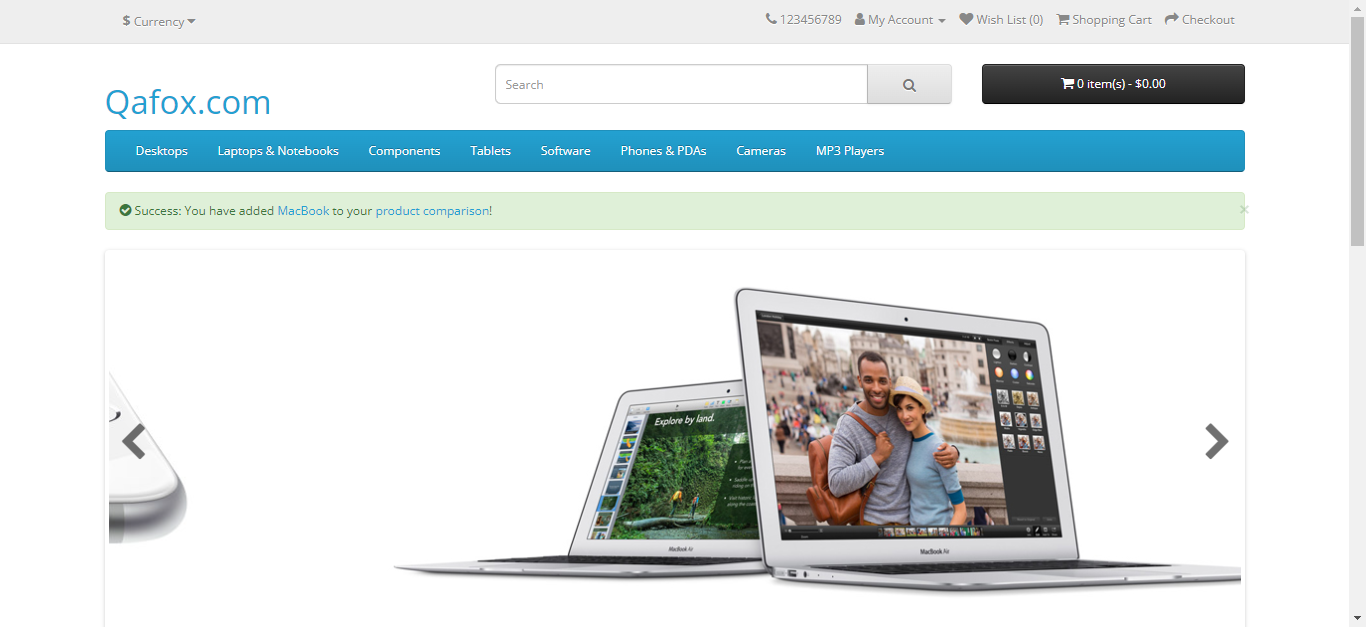 $ Currency
123456789 My Account Wish List (0) Shopping Cart Checkout
Qafox.com
Search
0 item(s) - $0.00
Desktops Laptops & Notebooks Components Tablets Software Phones & PDAs Cameras MP3 Players
Success: You have added MacBook to your product comparison!
×
Explore by land.
MacBook Air
MacBook Air